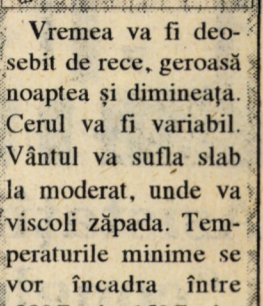 Vremea va fi deo-
sebit de rece, geroasă
noaptea și dimineața.
Cerul va fi variabil.
Vântul va sufla slab
la moderat, unde va
viscoli zăpada. Tem-
peraturile minime se
vor încadra între